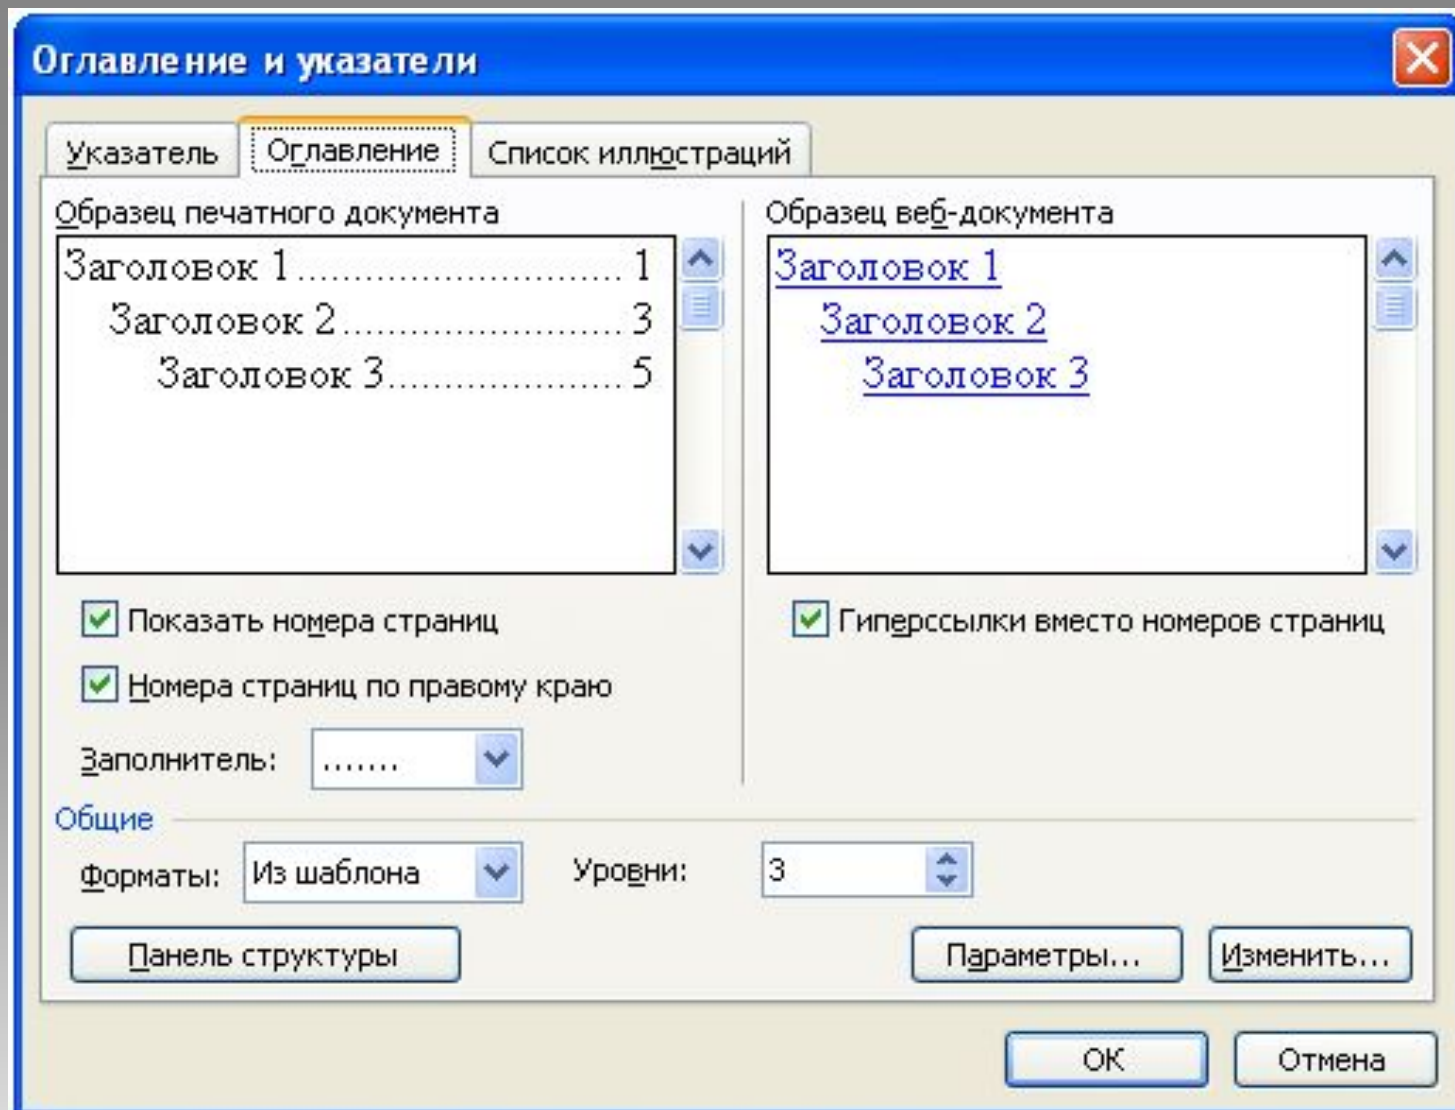 Оглавление и указатели
Указатель
Оглавление
Список иллюстраций
Образец печатного документа
Заголовок 1.......................... 1
Заголовок 2....................... 3
Заголовок 3.................... 5
Образец веб-документа
Заголовок 1
Заголовок 2
Заголовок 3
Показать номера страниц
Номера страниц по правому краю
Заполнитель: .......
Гиперссылки вместо номеров страниц
Общие
Форматы: Из шаблона Уровни: 3
Панель структуры Параметры... Изменить...
ОК Отмена